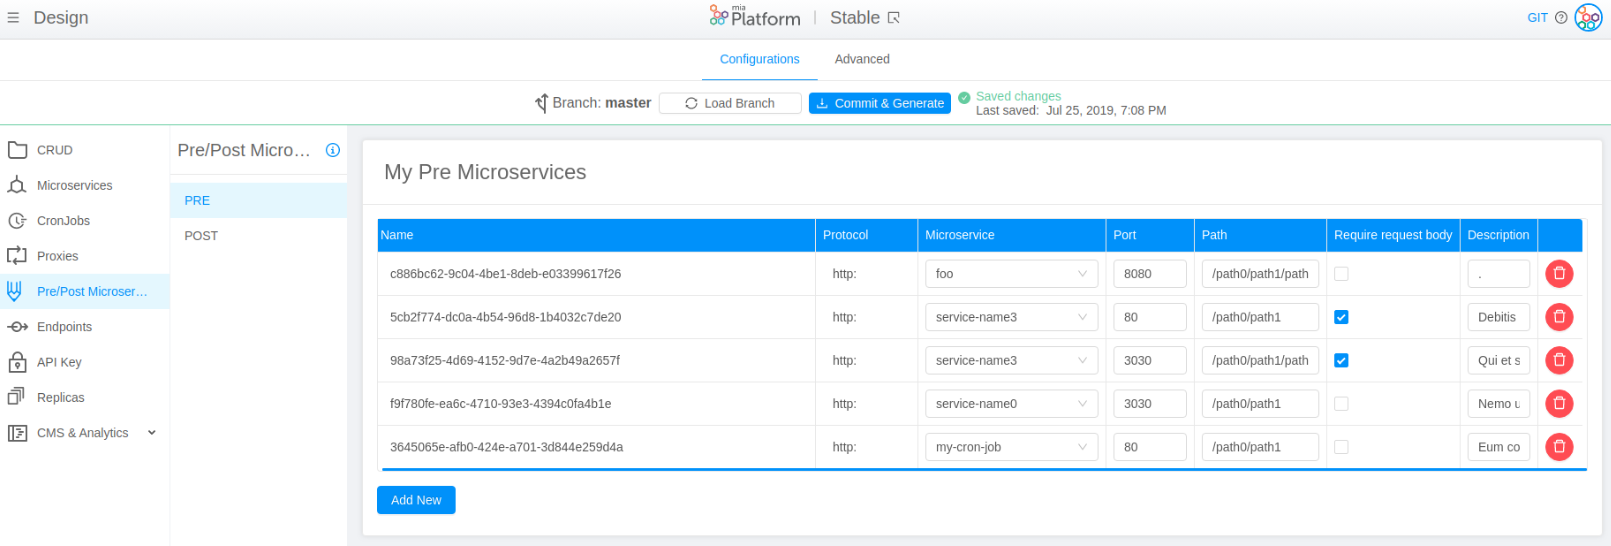 Design
mia
Platform
Stable
GIT
Configurations
Advanced
Branch: master
Load Branch
Commit & Generate
Saved changes
Last saved: Jul 25, 2019, 7:08 PM
CRUD
Microservices
CronJobs
Proxies
Pre/Post Microser...
Endpoints
API Key
Replicas
CMS & Analytics
Pre/Post Micro...
PRE
POST
My Pre Microservices
Name Protocol Microservice Port Path Require request body Description
c886bc62-9c04-4be1-8deb-e03399617f26 http: foo 8080 /path0/path1/path .
5cb2f774-dc0a-4b54-96d8-1b4032c7de20 http: service-name3 80 /path0/path1 Debitis
98a73f25-4d69-4152-9d7e-4a2b49a2657f http: service-name3 3030 /path0/path1/path Qui et s
f9f780fe-ea6c-4710-93e3-4394c0fa4b1e http: service-name0 3030 /path0/path1 Nemo u
3645065e-afb0-424e-a701-3d844e259d4a http: my-cron-job 80 /path0/path1 Eum co
Add New